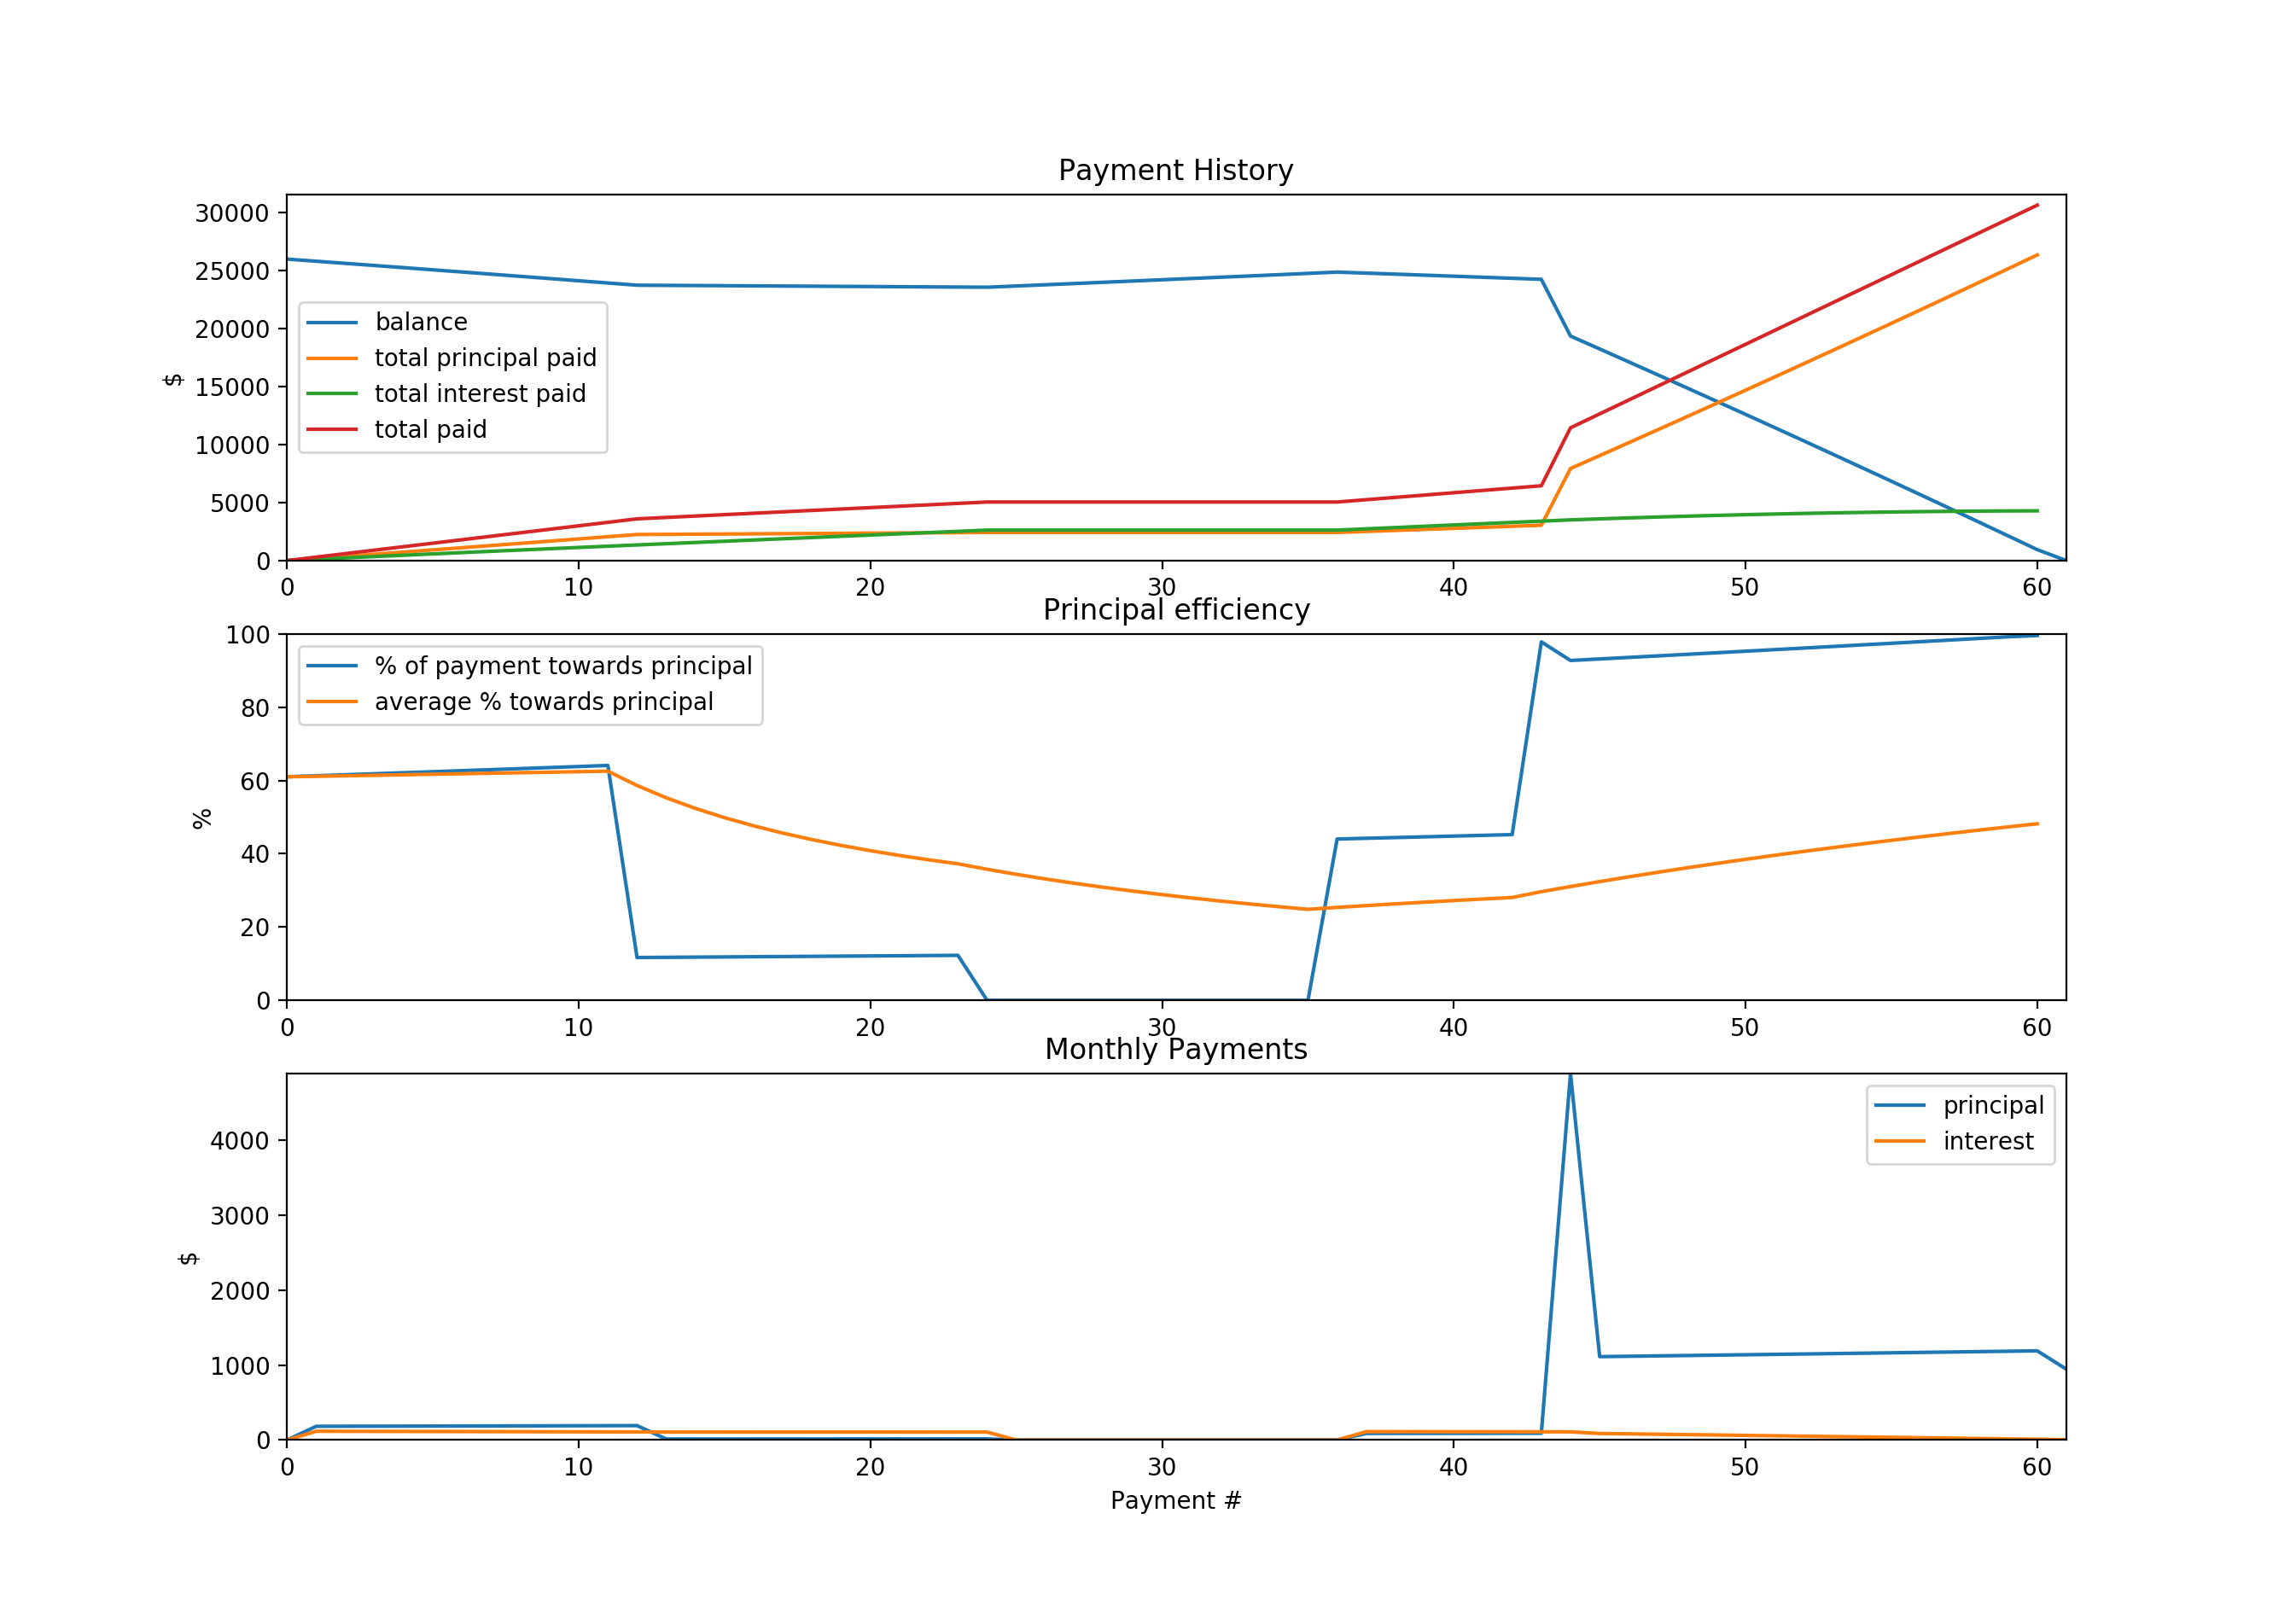 Payment History
30000
25000
20000
15000
10000
5000
0
$
balance
total principal paid
total interest paid
total paid
0 10 20 30 40 50 60
Principal efficiency
100
80
60
40
20
0
%
% of payment towards principal
average % towards principal
0 10 20 30 40 50 60
Monthly Payments
4000
3000
2000
1000
0
$
principal
interest
0 10 20 30 40 50 60
Payment #